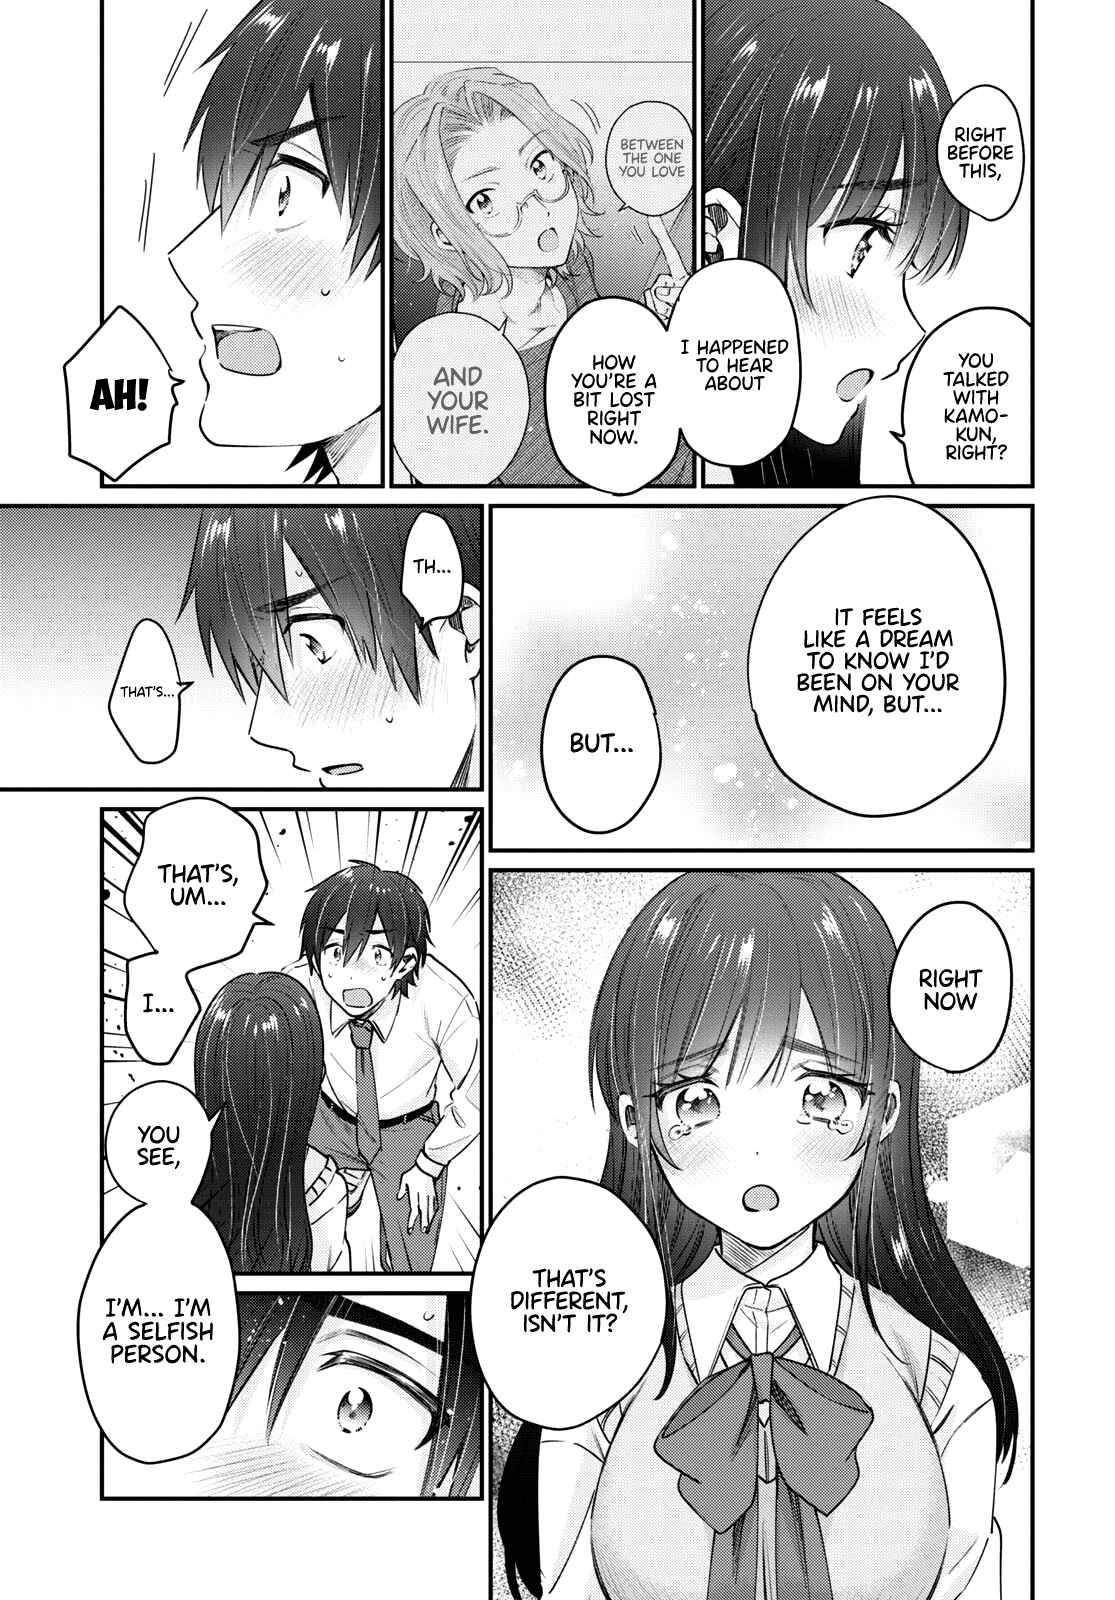 RIGHT
BEFORE
THIS,
YOU
TALKED
WITH
KAMO-
KUN,
RIGHT?
I HAPPENED
TO HEAR
ABOUT
HOW
YOU'RE A
BIT LOST
RIGHT
NOW.
BETWEEN
THE ONE
YOU LOVE
AND
YOUR
WIFE.
AH!
IT FEELS
LIKE A DREAM
TO KNOW I'D
BEEN ON YOUR
MIND, BUT...
BUT...
TH...
THAT'S...
RIGHT
NOW
THAT'S
DIFFERENT,
ISN'T IT?
THAT'S,
UM...
I...
YOU
SEE,
I'M... I'M
A SELFISH
PERSON.